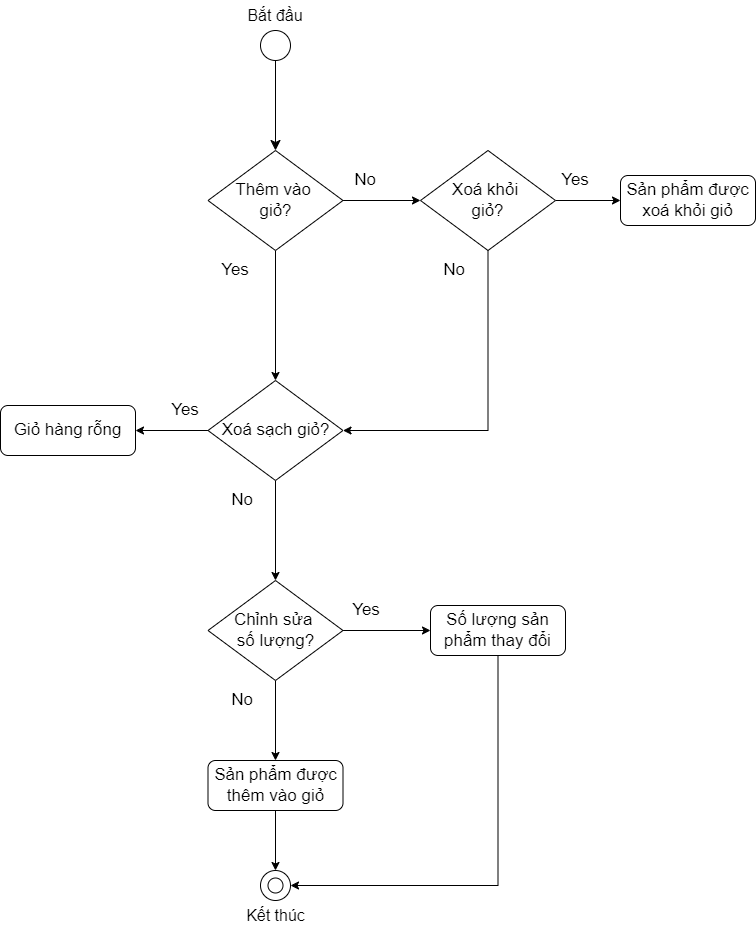 Bắt đầu
Thêm vào
giỏ?
No
Xoá khỏi
giỏ?
Yes
Sản phẩm được
xoá khỏi giỏ
Yes
No
Giỏ hàng rỗng
Yes
Xoá sạch giỏ?
No
Chỉnh sửa
số lượng?
Yes
Số lượng sản
phẩm thay đổi
No
Sản phẩm được
thêm vào giỏ
Kết thúc